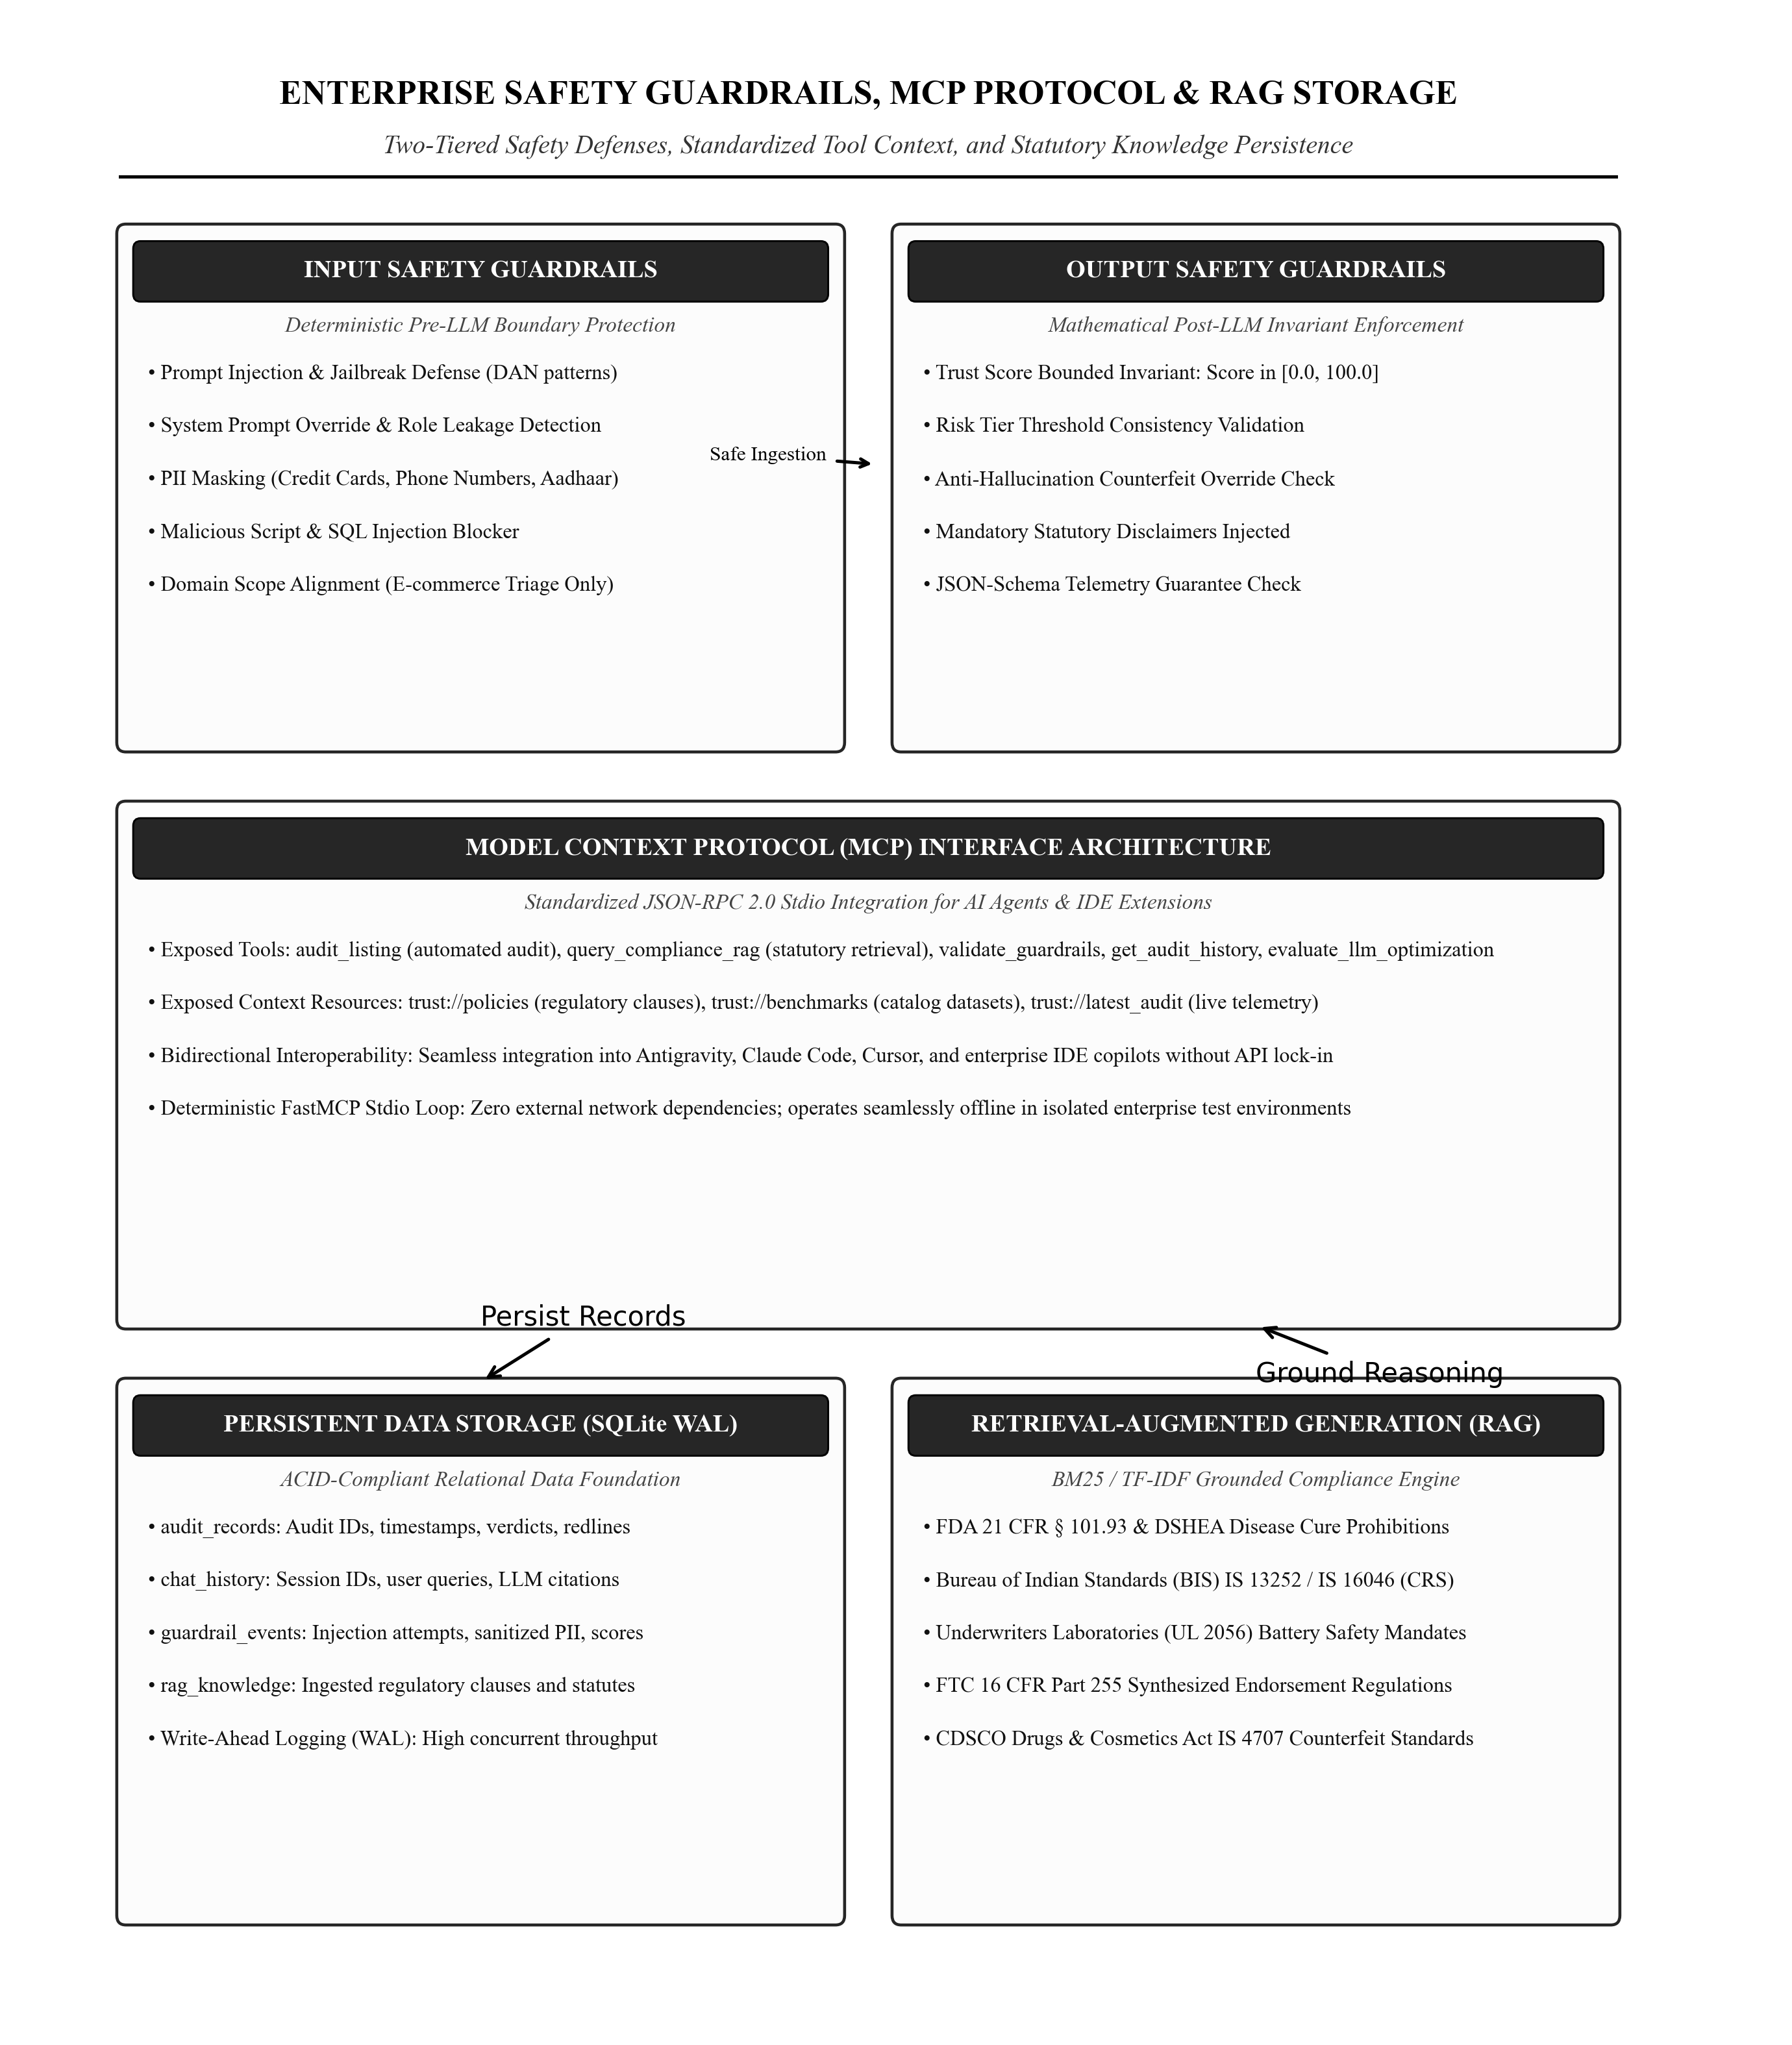 ENTERPRISE SAFETY GUARDRAILS, MCP PROTOCOL & RAG STORAGE
Two-Tiered Safety Defenses, Standardized Tool Context, and Statutory Knowledge Persistence
INPUT SAFETY GUARDRAILS
Deterministic Pre-LLM Boundary Protection
• Prompt Injection & Jailbreak Defense (DAN patterns)
• System Prompt Override & Role Leakage Detection
• PII Masking (Credit Cards, Phone Numbers, Aadhaar)
• Malicious Script & SQL Injection Blocker
• Domain Scope Alignment (E-commerce Triage Only)
Safe Ingestion
OUTPUT SAFETY GUARDRAILS
Mathematical Post-LLM Invariant Enforcement
• Trust Score Bounded Invariant: Score in [0.0, 100.0]
• Risk Tier Threshold Consistency Validation
• Anti-Hallucination Counterfeit Override Check
• Mandatory Statutory Disclaimers Injected
• JSON-Schema Telemetry Guarantee Check
MODEL CONTEXT PROTOCOL (MCP) INTERFACE ARCHITECTURE
Standardized JSON-RPC 2.0 Stdio Integration for AI Agents & IDE Extensions
• Exposed Tools: audit_listing (automated audit), query_compliance_rag (statutory retrieval), validate_guardrails, get_audit_history, evaluate_llm_optimization
• Exposed Context Resources: trust://policies (regulatory clauses), trust://benchmarks (catalog datasets), trust://latest_audit (live telemetry)
• Bidirectional Interoperability: Seamless integration into Antigravity, Claude Code, Cursor, and enterprise IDE copilots without API lock-in
• Deterministic FastMCP Stdio Loop: Zero external network dependencies; operates seamlessly offline in isolated enterprise test environments
Persist Records
Ground Reasoning
PERSISTENT DATA STORAGE (SQLite WAL)
ACID-Compliant Relational Data Foundation
• audit_records: Audit IDs, timestamps, verdicts, redlines
• chat_history: Session IDs, user queries, LLM citations
• guardrail_events: Injection attempts, sanitized PII, scores
• rag_knowledge: Ingested regulatory clauses and statutes
• Write-Ahead Logging (WAL): High concurrent throughput
RETRIEVAL-AUGMENTED GENERATION (RAG)
BM25 / TF-IDF Grounded Compliance Engine
• FDA 21 CFR § 101.93 & DSHEA Disease Cure Prohibitions
• Bureau of Indian Standards (BIS) IS 13252 / IS 16046 (CRS)
• Underwriters Laboratories (UL 2056) Battery Safety Mandates
• FTC 16 CFR Part 255 Synthesized Endorsement Regulations
• CDSCO Drugs & Cosmetics Act IS 4707 Counterfeit Standards